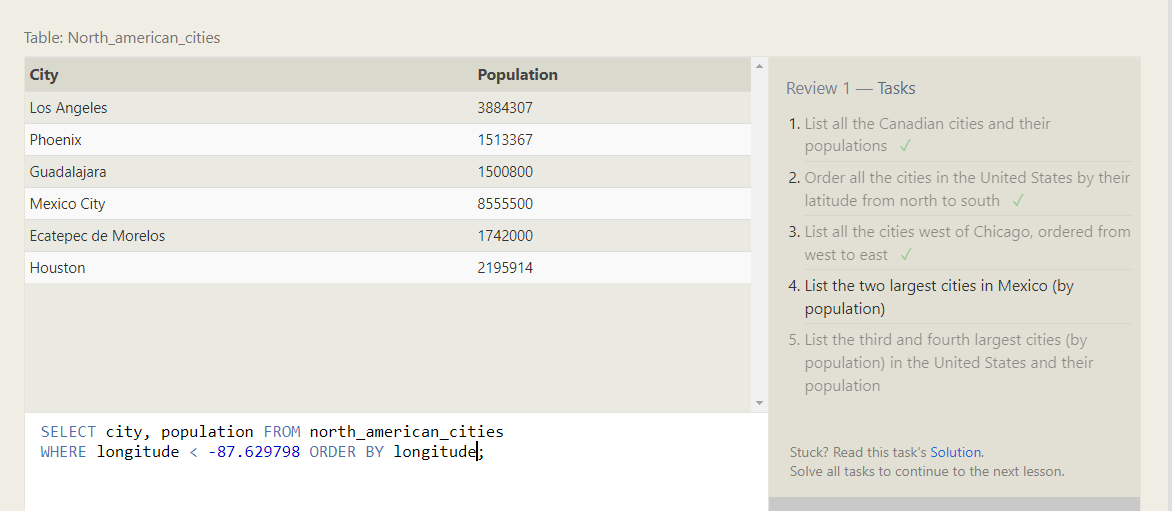 Table: North_american_cities
City Population
Los Angeles 3884307
Phoenix 1513367
Guadalajara 1500800
Mexico City 8555500
Ecatepec de Morelos 1742000
Houston 2195914
SELECT city, population FROM north_american_cities
WHERE longitude < -87.629798 ORDER BY longitude;
Review 1 — Tasks
1. List all the Canadian cities and their
populations ✓
2. Order all the cities in the United States by their
latitude from north to south ✓
3. List all the cities west of Chicago, ordered from
west to east ✓
4. List the two largest cities in Mexico (by
population)
5. List the third and fourth largest cities (by
population) in the United States and their
population
Stuck? Read this task's Solution.
Solve all tasks to continue to the next lesson.